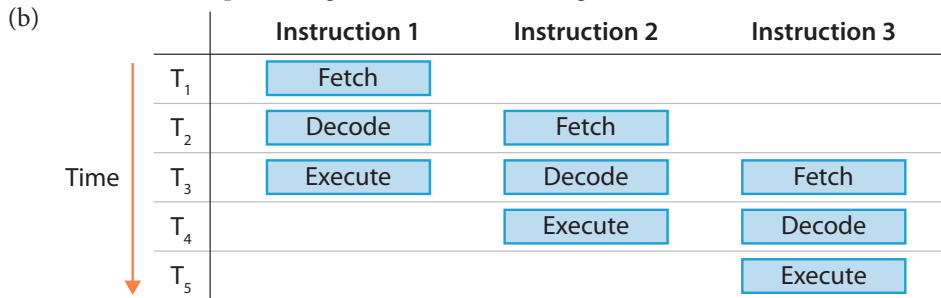 (b)
Instruction 1 Instruction 2 Instruction 3
T1 Fetch
T2 Decode Fetch
Time T3 Execute Decode Fetch
T4 Execute Decode
T5 Execute